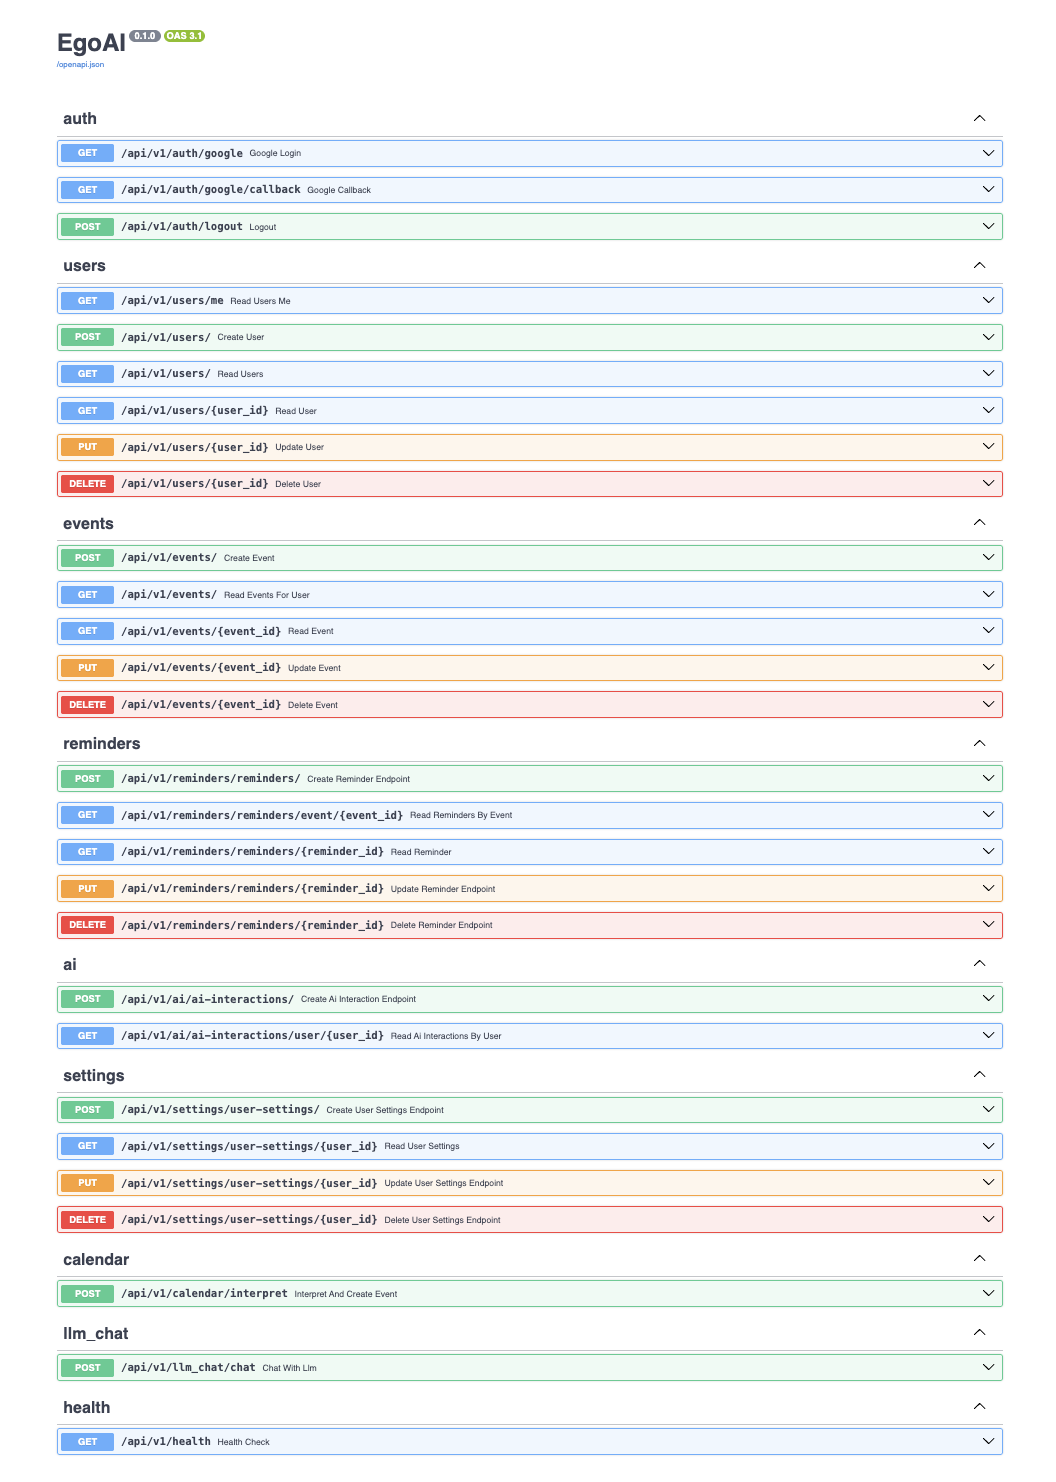 EgoAI 0.1.0 OAS 3.1
/openapi.json
auth
GET /api/v1/auth/google Google Login
GET /api/v1/auth/google/callback Google Callback
POST /api/v1/auth/logout Logout
users
GET /api/v1/users/me Read Users Me
POST /api/v1/users/ Create User
GET /api/v1/users/ Read Users
GET /api/v1/users/{user_id} Read User
PUT /api/v1/users/{user_id} Update User
DELETE /api/v1/users/{user_id} Delete User
events
POST /api/v1/events/ Create Event
GET /api/v1/events/ Read Events For User
GET /api/v1/events/{event_id} Read Event
PUT /api/v1/events/{event_id} Update Event
DELETE /api/v1/events/{event_id} Delete Event
reminders
POST /api/v1/reminders/reminders/ Create Reminder Endpoint
GET /api/v1/reminders/reminders/event/{event_id} Read Reminders By Event
GET /api/v1/reminders/reminders/{reminder_id} Read Reminder
PUT /api/v1/reminders/reminders/{reminder_id} Update Reminder Endpoint
DELETE /api/v1/reminders/reminders/{reminder_id} Delete Reminder Endpoint
ai
POST /api/v1/ai/ai-interactions/ Create Ai Interaction Endpoint
GET /api/v1/ai/ai-interactions/user/{user_id} Read Ai Interactions By User
settings
POST /api/v1/settings/user-settings/ Create User Settings Endpoint
GET /api/v1/settings/user-settings/{user_id} Read User Settings
PUT /api/v1/settings/user-settings/{user_id} Update User Settings Endpoint
DELETE /api/v1/settings/user-settings/{user_id} Delete User Settings Endpoint
calendar
POST /api/v1/calendar/interpret Interpret And Create Event
llm_chat
POST /api/v1/llm_chat/chat Chat With Llm
health
GET /api/v1/health Health Check